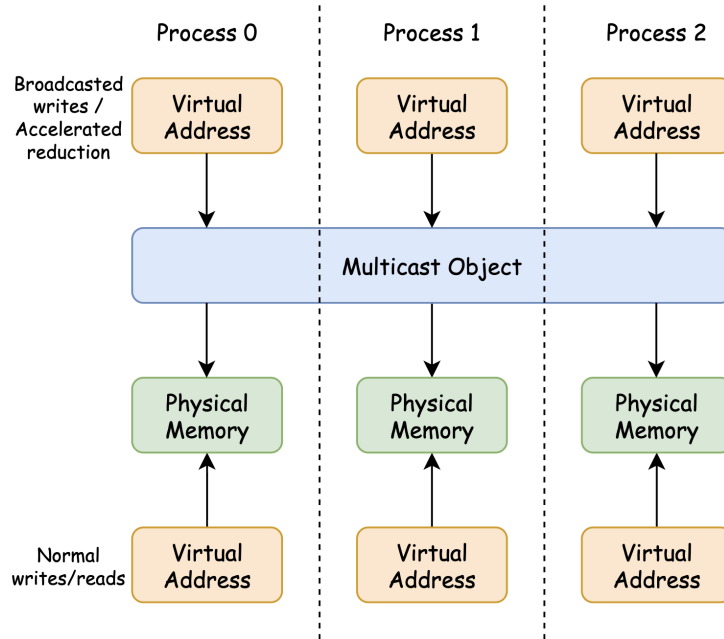 Process 0
Process 1
Process 2
Broadcasted
writes /
Accelerated
reduction
Virtual
Address
Virtual
Address
Virtual
Address
Multicast Object
Physical
Memory
Physical
Memory
Physical
Memory
Normal
writes/reads
Virtual
Address
Virtual
Address
Virtual
Address